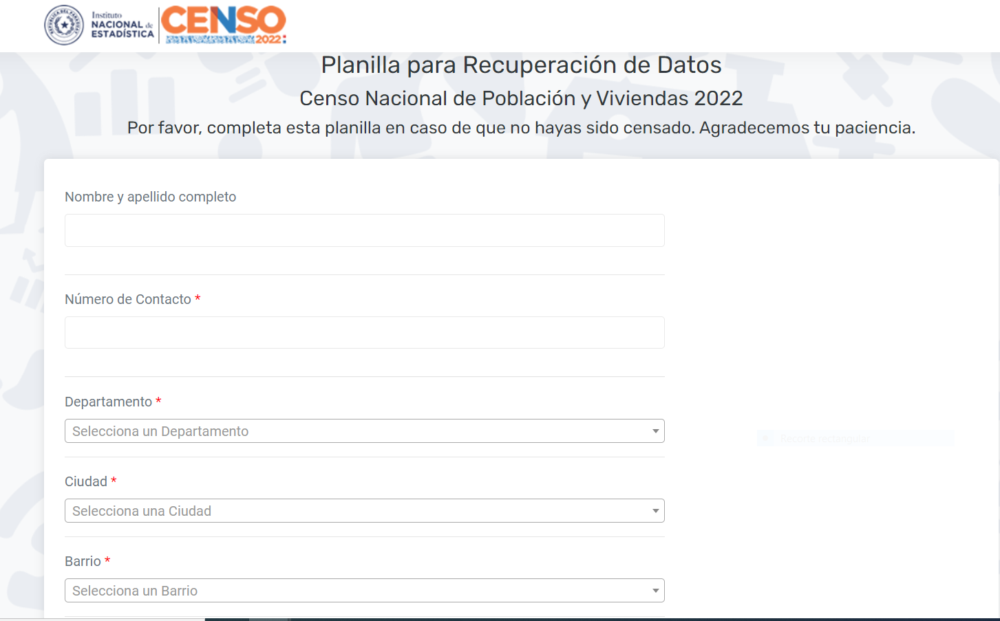 Instituto
NACIONAL de
ESTADÍSTICA
CENSO
2022
Planilla para Recuperación de Datos
Censo Nacional de Población y Viviendas 2022
Por favor, completa esta planilla en caso de que no hayas sido censado. Agradecemos tu paciencia.
Nombre y apellido completo
Número de Contacto *
Departamento *
Selecciona un Departamento
Recorte rectangular
Ciudad *
Selecciona una Ciudad
Barrio *
Selecciona un Barrio